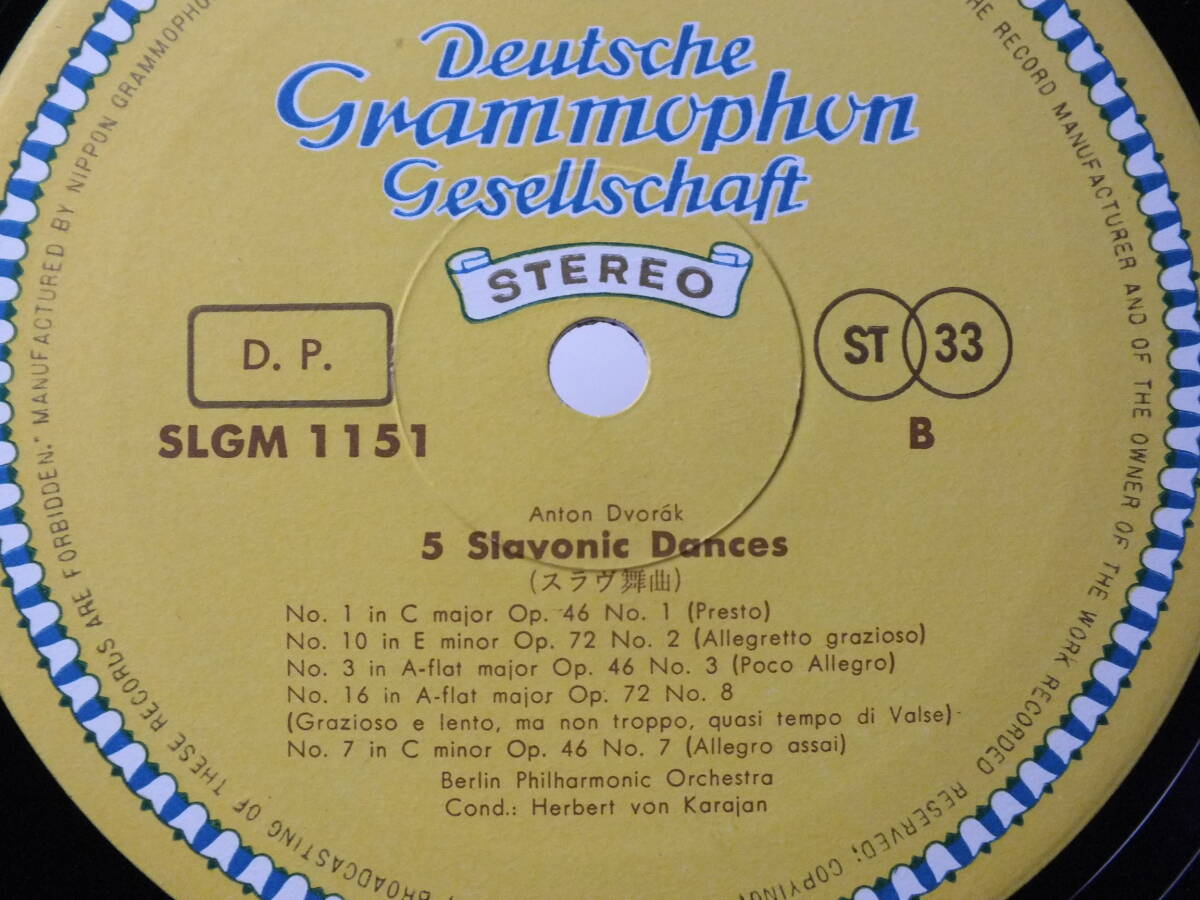 Deutsche
Grammophon
Gesellschaft
STEREO
D. P.
ST 33
SLGM 1151
B
Anton Dvorák
5 Slavonic Dances
(スラヴ舞曲)
No. 1 in C major Op. 46 No. 1 (Presto)
No. 10 in E minor Op. 72 No. 2 (Allegretto grazioso)
No. 3 in A-flat major Op. 46 No. 3 (Poco Allegro)
No. 16 in A-flat major Op. 72 No. 8
(Grazioso e lento, ma non troppo, quasi tempo di Valse)
No. 7 in C minor Op. 46 No. 7 (Allegro assai)
Berlin Philharmonic Orchestra
Cond.: Herbert von Karajan
RECORD MANUFACTURER AND OF THE OWNER OF THE WORK RECORDED RESERVED; COPYING,
BROADCASTING OF THESE RECORDS ARE FORBIDDEN." MANUFACTURED BY NIPPON GRAMMOPHO